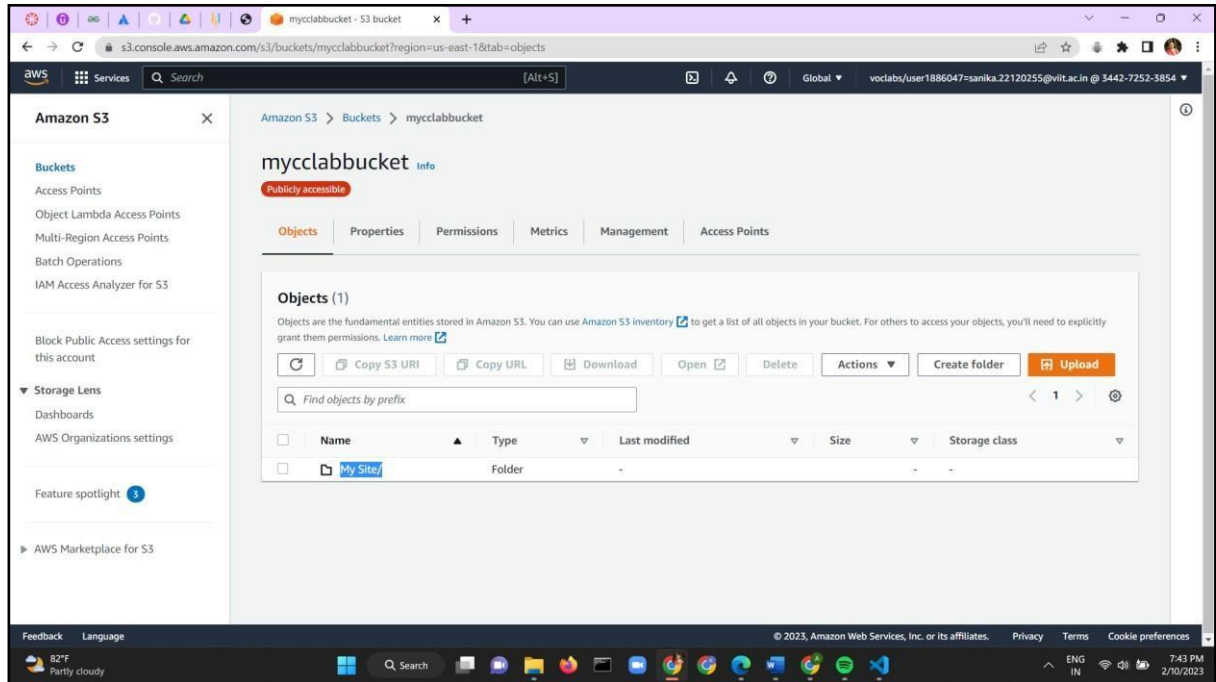 mycclabbucket - S3 bucket
s3.console.aws.amazon.com/s3/buckets/mycclabbucket?region=us-east-1&tab=objects
aws Services Search [Alt+S] Global voclabs/user1886047=sanika.22120255@viit.ac.in @ 3442-7252-3854
Amazon S3
Buckets
Access Points
Object Lambda Access Points
Multi-Region Access Points
Batch Operations
IAM Access Analyzer for S3
Block Public Access settings for
this account
Storage Lens
Dashboards
AWS Organizations settings
Feature spotlight 3
AWS Marketplace for S3
Amazon S3 > Buckets > mycclabbucket
mycclabbucket Info
Publicly accessible
Objects Properties Permissions Metrics Management Access Points
Objects (1)
Objects are the fundamental entities stored in Amazon S3. You can use Amazon S3 inventory to get a list of all objects in your bucket. For others to access your objects, you'll need to explicitly
grant them permissions. Learn more
Copy S3 URI Copy URL Download Open Delete Actions Create folder Upload
Find objects by prefix < 1 >
Name Type Last modified Size Storage class
My Site/ Folder - - -
Feedback Language © 2023, Amazon Web Services, Inc. or its affiliates. Privacy Terms Cookie preferences
82°F
Partly cloudy
Search
ENG
IN
7:43 PM
2/10/2023